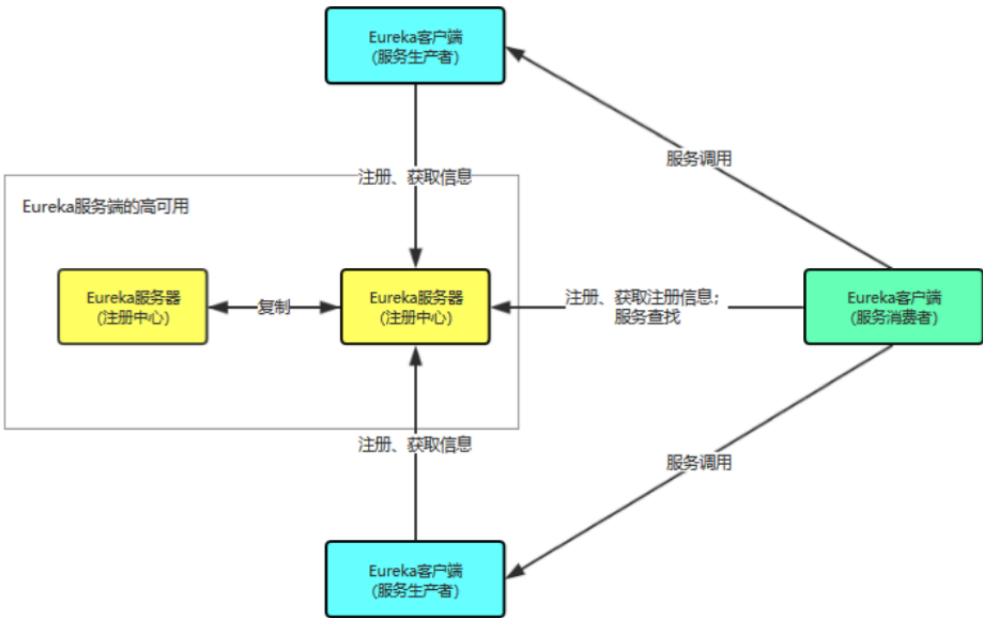 Eureka客户端
(服务生产者)
服务调用
注册、获取信息
Eureka服务端的高可用
Eureka服务器
(注册中心)
复制
Eureka服务器
(注册中心)
注册、获取注册信息；
服务查找
Eureka客户端
(服务消费者)
注册、获取信息
服务调用
Eureka客户端
(服务生产者)